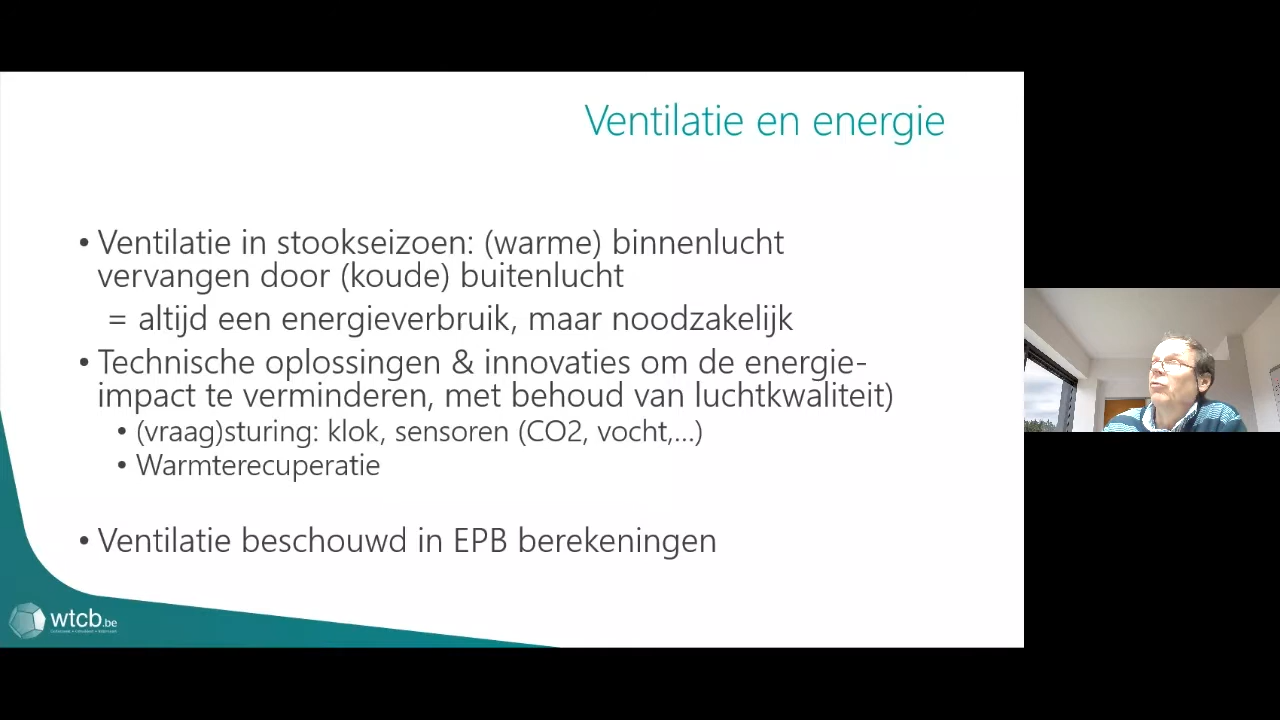 Ventilatie en energie
• Ventilatie in stookseizoen: (warme) binnenlucht
vervangen door (koude) buitenlucht
= altijd een energieverbruik, maar noodzakelijk
• Technische oplossingen & innovaties om de energie-
impact te verminderen, met behoud van luchtkwaliteit)
• (vraag)sturing: klok, sensoren (CO2, vocht,...)
• Warmterecuperatie
• Ventilatie beschouwd in EPB berekeningen
wtcb.be